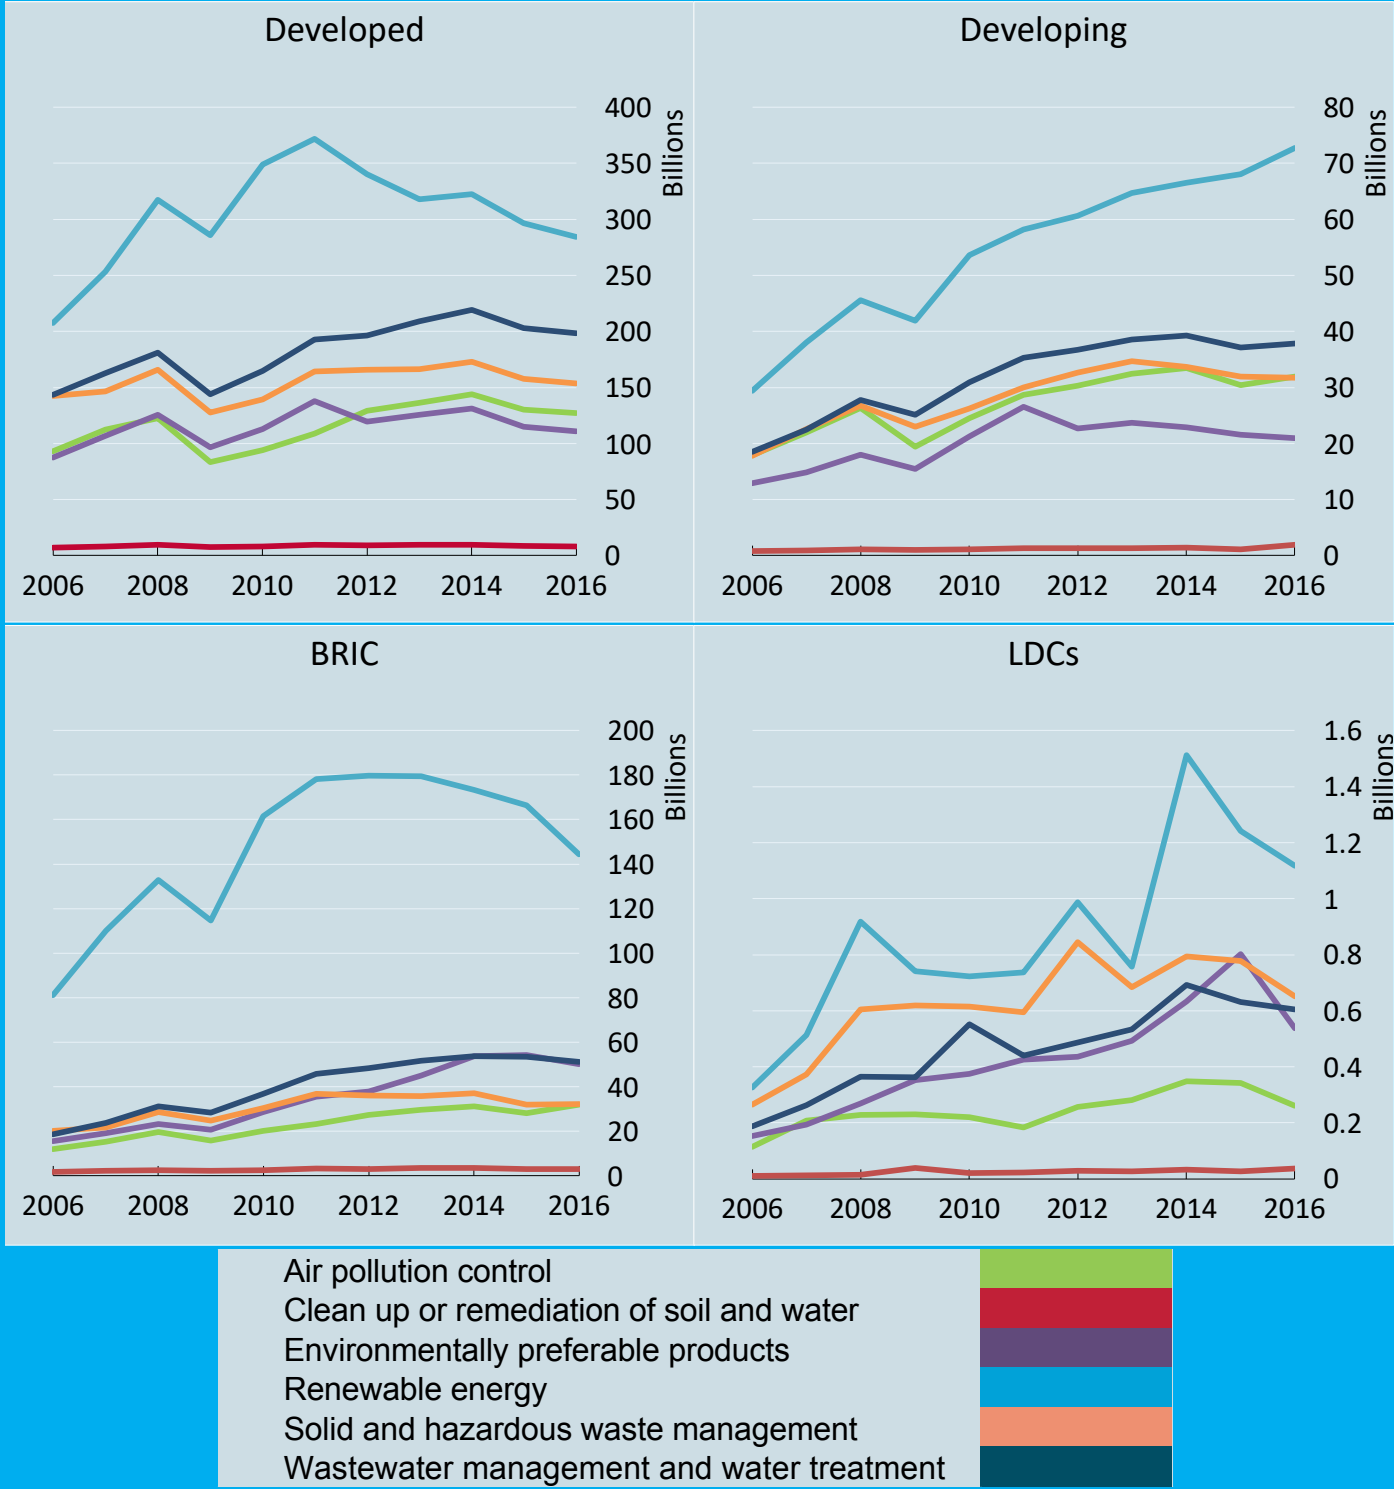 Developed
400
350
300
250
200
150
100
50
0
Billions
2006 2008 2010 2012 2014 2016
Developing
80
70
60
50
40
30
20
10
0
Billions
2006 2008 2010 2012 2014 2016
BRIC
200
180
160
140
120
100
80
60
40
20
0
Billions
2006 2008 2010 2012 2014 2016
LDCs
1.6
1.4
1.2
1
0.8
0.6
0.4
0.2
0
Billions
2006 2008 2010 2012 2014 2016
Air pollution control
Clean up or remediation of soil and water
Environmentally preferable products
Renewable energy
Solid and hazardous waste management
Wastewater management and water treatment